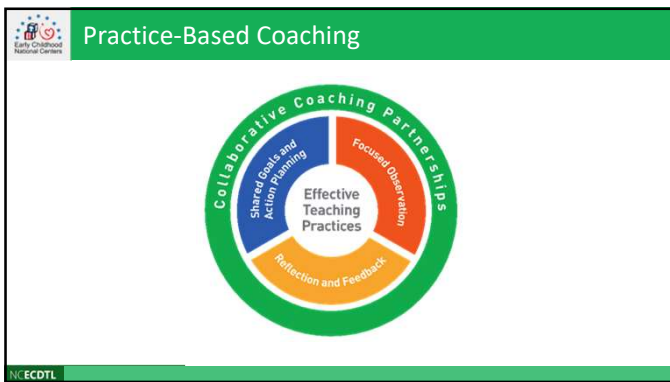 Early Childhood
National Centers
Practice-Based Coaching
Collaborative Coaching Partnerships
Shared Goals and
Action Planning
Focused Observation
Effective
Teaching
Practices
Reflection and Feedback
NCECDTL